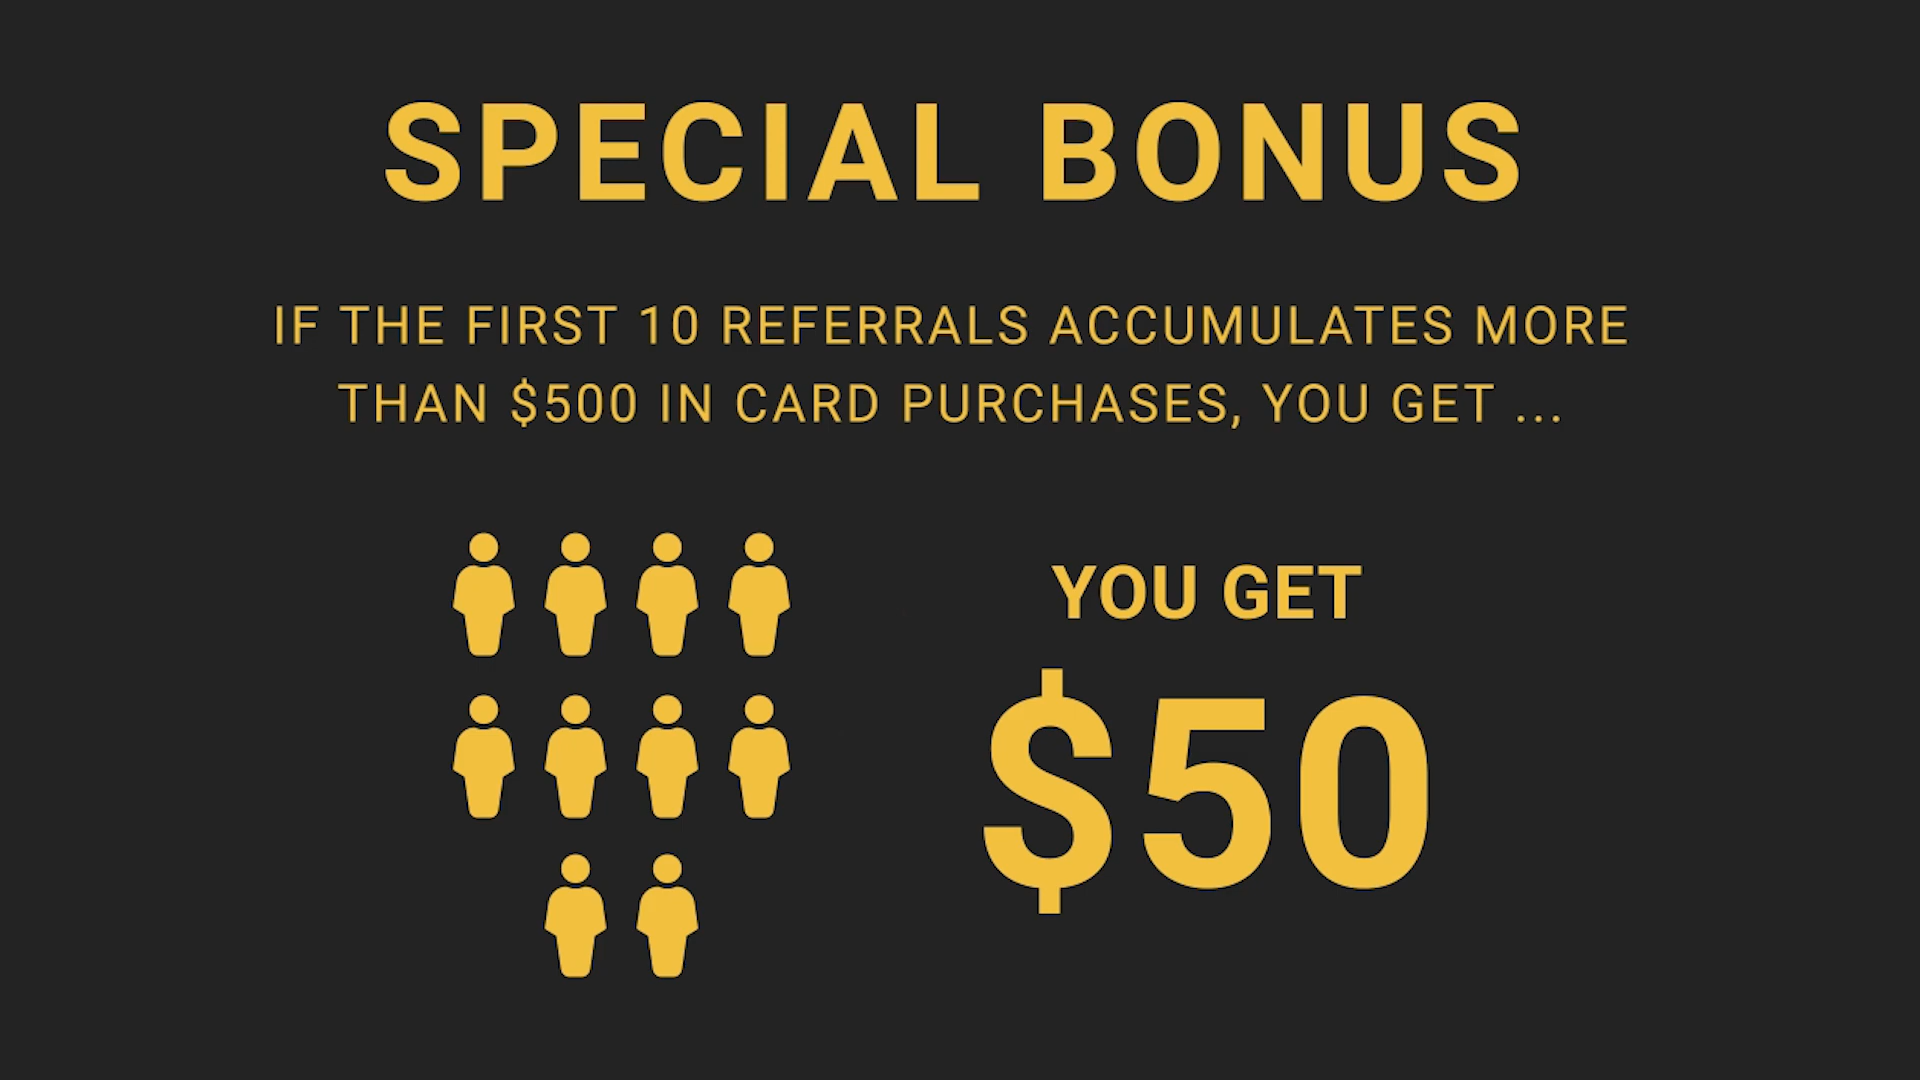 SPECIAL BONUS
IF THE FIRST 10 REFERRALS ACCUMULATES MORE
THAN $500 IN CARD PURCHASES, YOU GET ...
YOU GET
$50